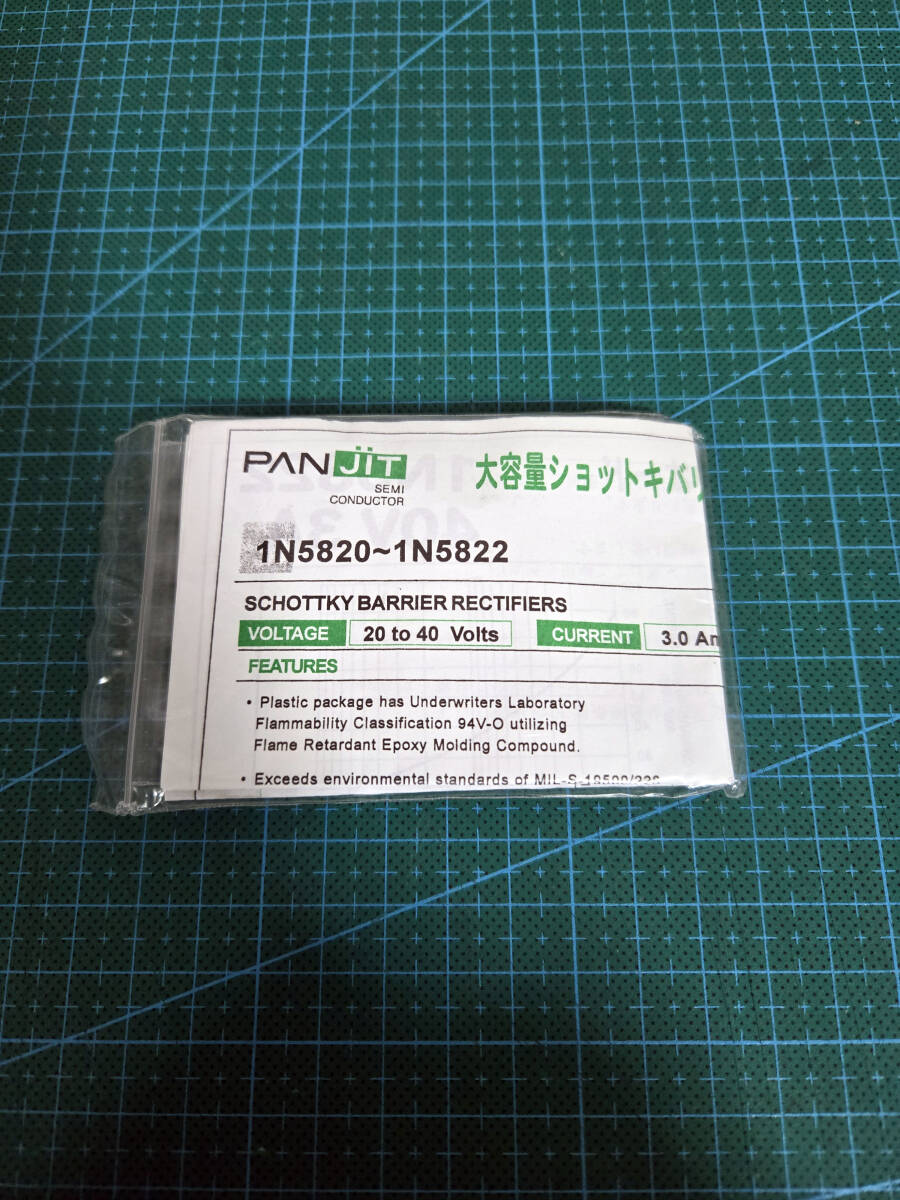 PANJIT
SEMI
CONDUCTOR
大容量ショットキバリ
1N5820~1N5822
SCHOTTKY BARRIER RECTIFIERS
VOLTAGE 20 to 40 Volts CURRENT 3.0
FEATURES
• Plastic package has Underwriters Laboratory
Flammability Classification 94V-O utilizing
Flame Retardant Epoxy Molding Compound.
• Exceeds environmental standards of